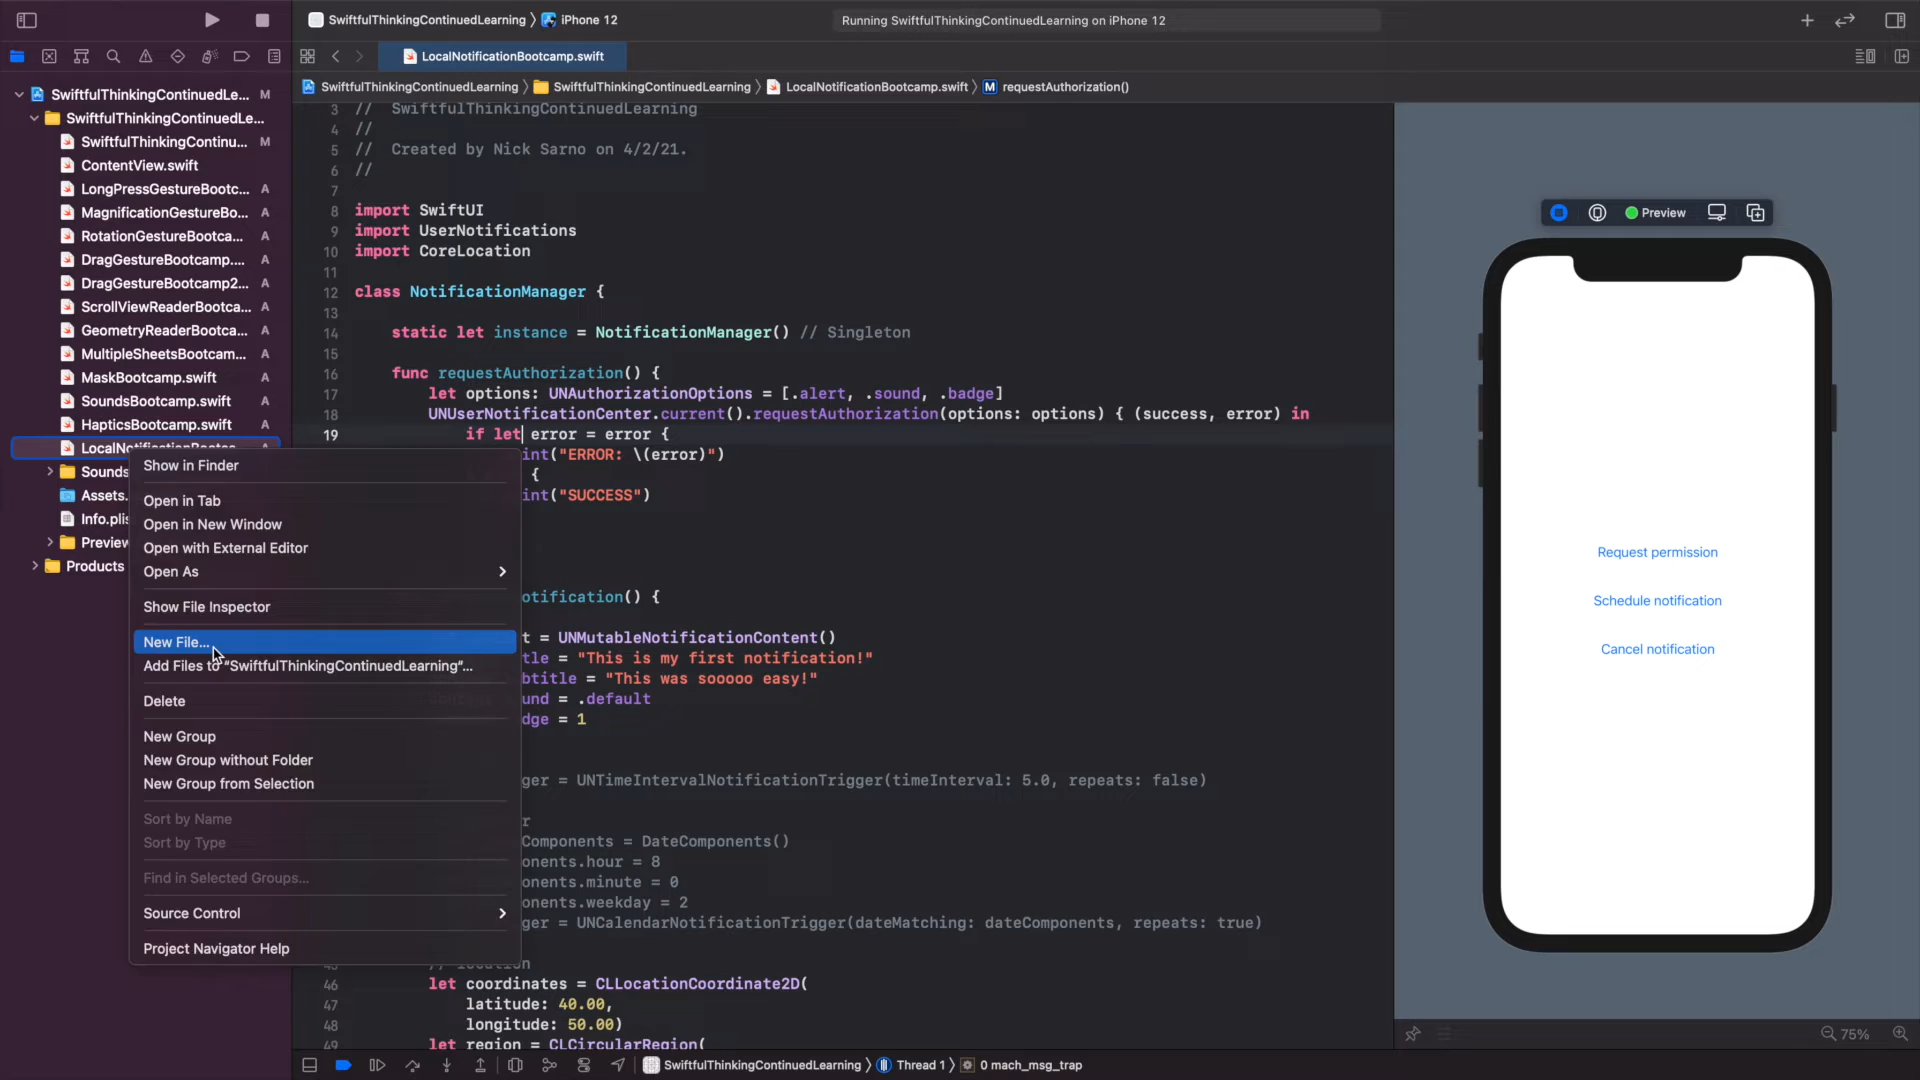 SwiftfulThinkingContinuedLearning 〉 iPhone 12
Running SwiftfulThinkingContinuedLearning on iPhone 12
LocalNotificationBootcamp.swift
SwiftfulThinkingContinuedLearning 〉 SwiftfulThinkingContinuedLearning 〉 LocalNotificationBootcamp.swift 〉 M requestAuthorization()
SwiftfulThinkingContinuedLe... M
SwiftfulThinkingContinuedLe...
SwiftfulThinkingContinu... M
ContentView.swift
LongPressGestureBootc... A
MagnificationGestureBo... A
RotationGestureBootca... A
DragGestureBootcamp.... A
DragGestureBootcamp2... A
ScrollViewReaderBootca... A
GeometryReaderBootca... A
MultipleSheetsBootcam... A
MaskBootcamp.swift A
SoundsBootcamp.swift A
HapticsBootcamp.swift A
LocalNotificationBootca... A
Sounds
Assets.
Info.plis
Preview
Products
Show in Finder
Open in Tab
Open in New Window
Open with External Editor
Open As
Show File Inspector
New File...
Add Files to “SwiftfulThinkingContinuedLearning”...
Delete
New Group
New Group without Folder
New Group from Selection
Sort by Name
Sort by Type
Find in Selected Groups...
Source Control
Project Navigator Help
3 // SwiftfulThinkingContinuedLearning
4 //
5 // Created by Nick Sarno on 4/2/21.
6 //
7
8 import SwiftUI
9 import UserNotifications
10 import CoreLocation
11
12 class NotificationManager {
13
14 static let instance = NotificationManager() // Singleton
15
16 func requestAuthorization() {
17 let options: UNAuthorizationOptions = [.alert, .sound, .badge]
18 UNUserNotificationCenter.current().requestAuthorization(options: options) { (success, error) in
19 if let error = error {
int("ERROR: \(error)")
{
int("SUCCESS")
otification() {
t = UNMutableNotificationContent()
tle = "This is my first notification!"
btitle = "This was sooooo easy!"
und = .default
dge = 1
ger = UNTimeIntervalNotificationTrigger(timeInterval: 5.0, repeats: false)
r
Components = DateComponents()
onents.hour = 8
onents.minute = 0
onents.weekday = 2
ger = UNCalendarNotificationTrigger(dateMatching: dateComponents, repeats: true)
45 // location
46 let coordinates = CLLocationCoordinate2D(
47 latitude: 40.00,
48 longitude: 50.00)
49 let region = CLCircularRegion(
Preview
Request permission
Schedule notification
Cancel notification
75%
SwiftfulThinkingContinuedLearning 〉 Thread 1 〉 0 mach_msg_trap